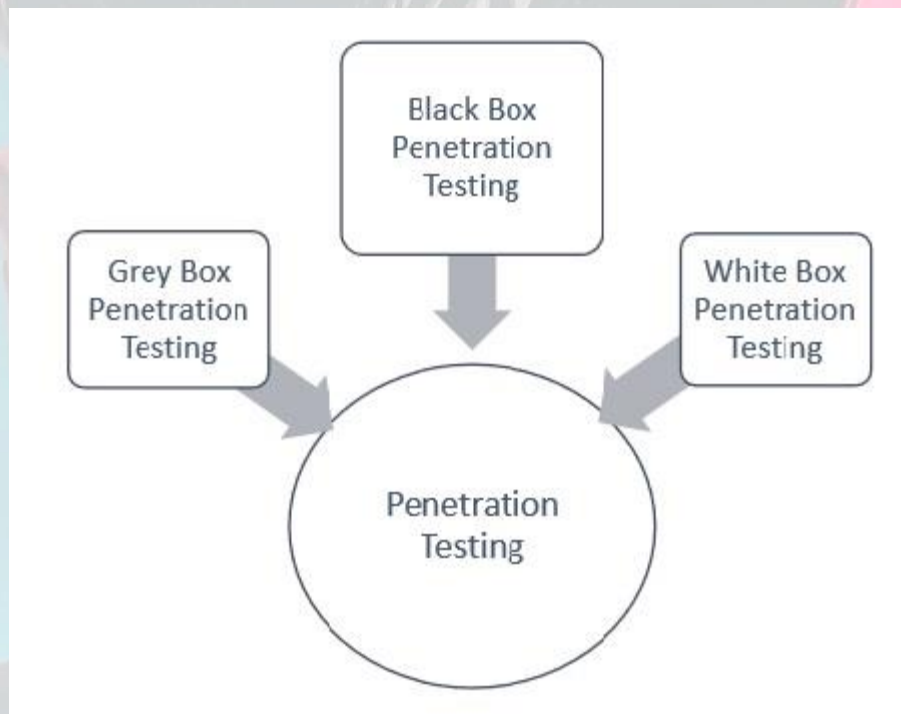 Black Box
Penetration
Testing
Grey Box
Penetration
Testing
White Box
Penetration
Testing
Penetration
Testing